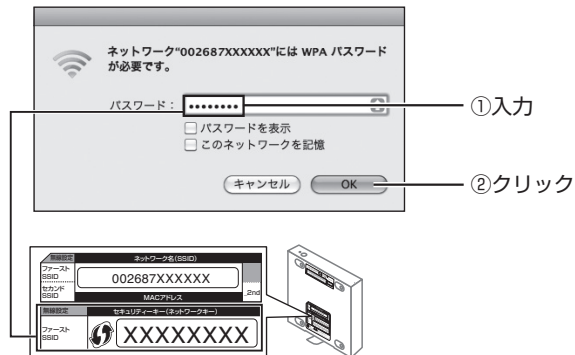 ネットワーク"002687XXXXXX"には WPA パスワード
が必要です。
パスワード：
••••••••
①入力
パスワードを表示
このネットワークを記憶
キャンセル
OK
②クリック
無線設定
ネットワーク名(SSID)
ファースト
SSID
002687XXXXXX
セカンド
SSID
MACアドレス
_2nd
無線設定
セキュリティーキー(ネットワークキー)
ファースト
SSID
XXXXXXXX